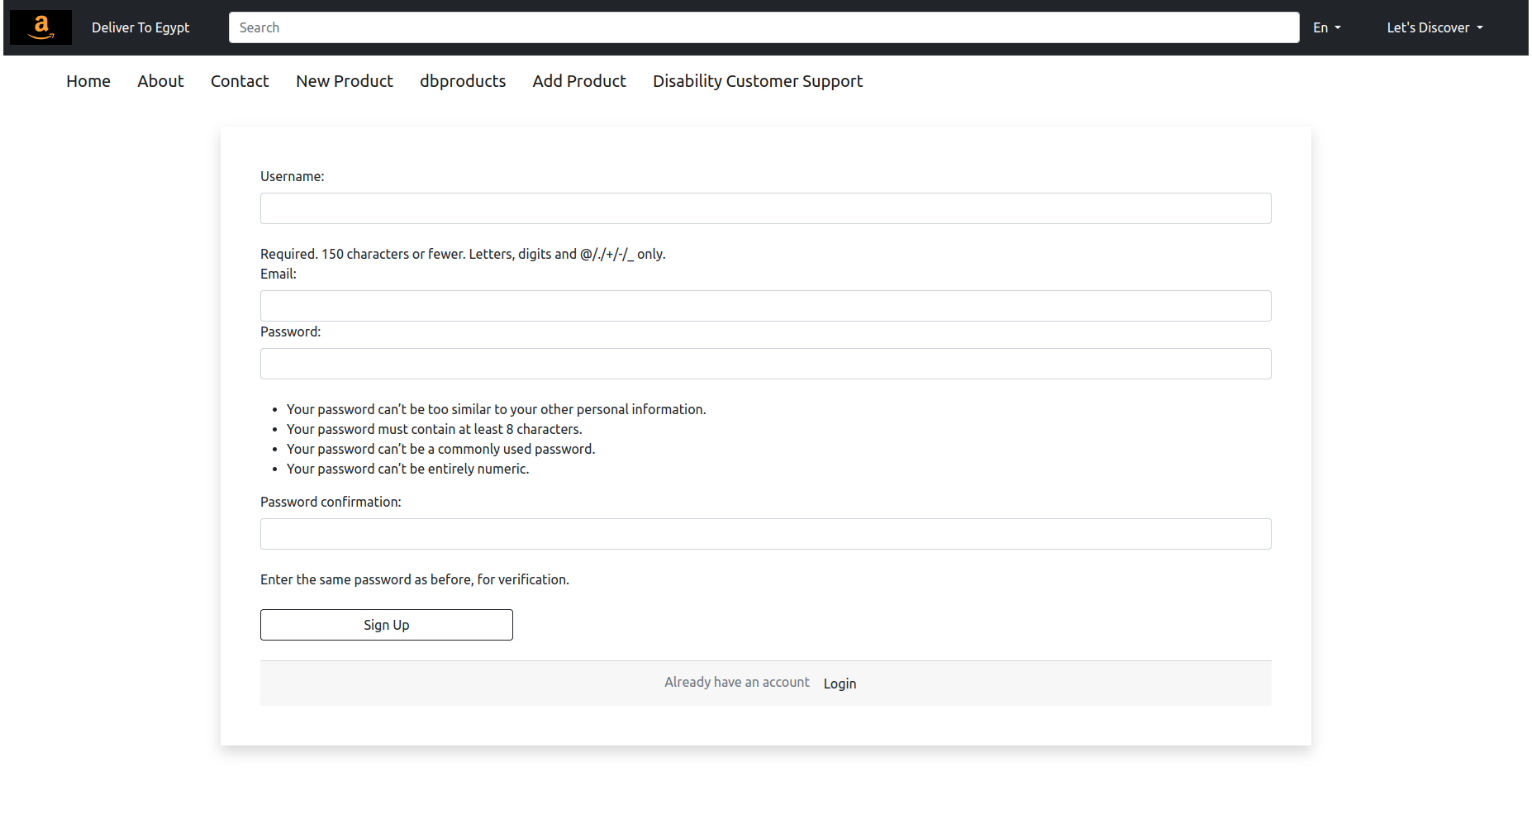 a Deliver To Egypt Search En Let's Discover
Home About Contact New Product dbproducts Add Product Disability Customer Support
Username:
Required. 150 characters or fewer. Letters, digits and @/./+/-/_ only.
Email:
Password:
• Your password can’t be too similar to your other personal information.
• Your password must contain at least 8 characters.
• Your password can’t be a commonly used password.
• Your password can’t be entirely numeric.
Password confirmation:
Enter the same password as before, for verification.
Sign Up
Already have an account Login